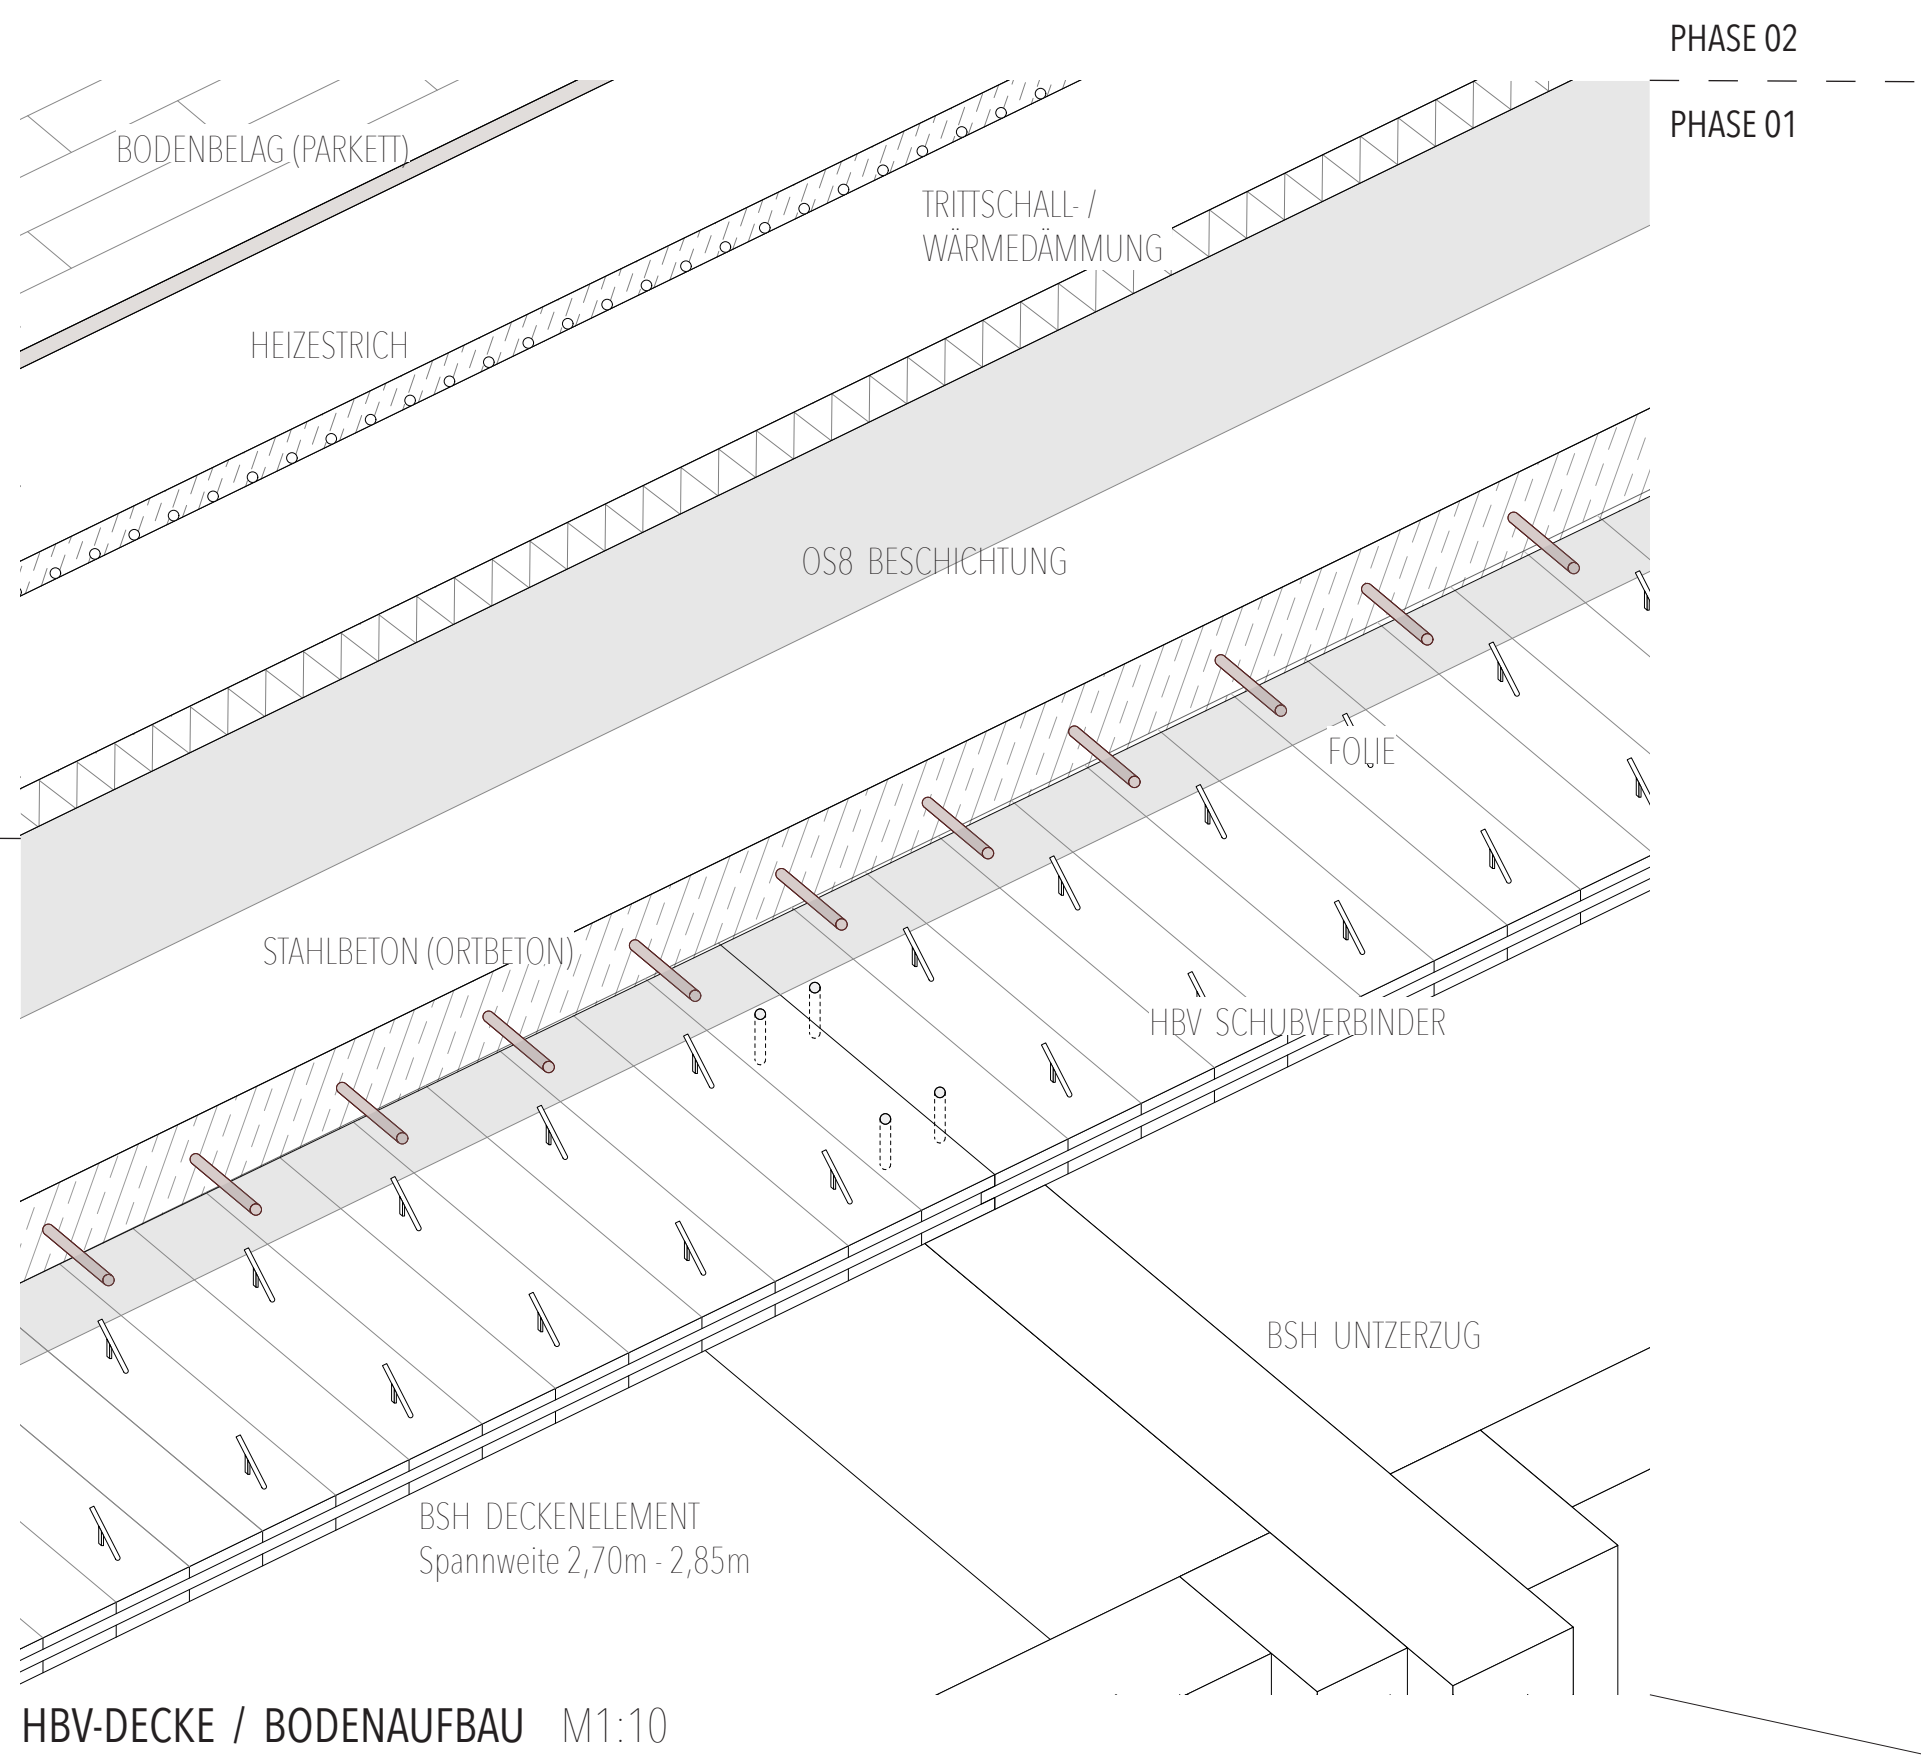 PHASE 02
PHASE 01
BODENBELAG (PARKETT)
TRITTSCHALL- /
WÄRMEDÄMMUNG
HEIZESTRICH
OS8 BESCHICHTUNG
FOLIE
STAHLBETON (ORTBETON)
HBV SCHUBVERBINDER
BSH UNTZERZUG
BSH DECKENELEMENT
Spannweite 2,70m - 2,85m
HBV-DECKE / BODENAUFBAU M1:10